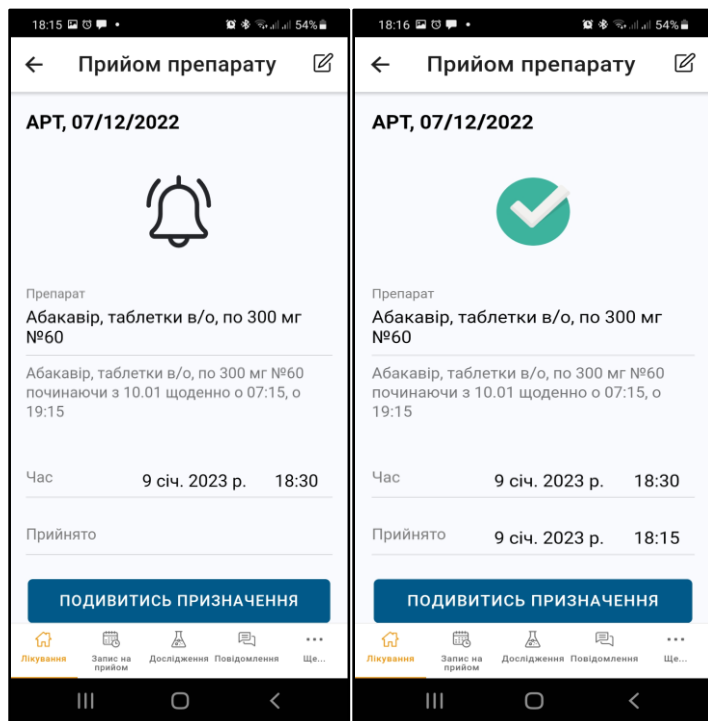 18:15 54%
Прийом препарату
АРТ, 07/12/2022
Препарат
Абакавір, таблетки в/о, по 300 мг
№60
Абакавір, таблетки в/о, по 300 мг №60
починаючи з 10.01 щоденно о 07:15, о
19:15
Час 9 січ. 2023 р. 18:30
Прийнято
ПОДИВИТИСЬ ПРИЗНАЧЕННЯ
Лікування Запис на прийом Дослідження Повідомлення Ще...
18:16 54%
Прийом препарату
АРТ, 07/12/2022
Препарат
Абакавір, таблетки в/о, по 300 мг
№60
Абакавір, таблетки в/о, по 300 мг №60
починаючи з 10.01 щоденно о 07:15, о
19:15
Час 9 січ. 2023 р. 18:30
Прийнято 9 січ. 2023 р. 18:15
ПОДИВИТИСЬ ПРИЗНАЧЕННЯ
Лікування Запис на прийом Дослідження Повідомлення Ще...